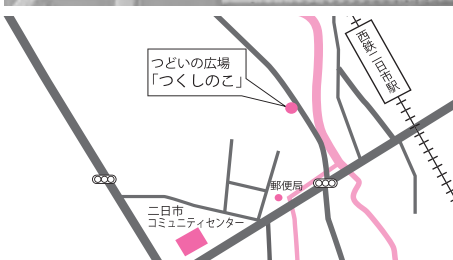 つどいの広場
「つくしのこ」
西鉄二日市駅
郵便局
二日市
コミュニティセンター